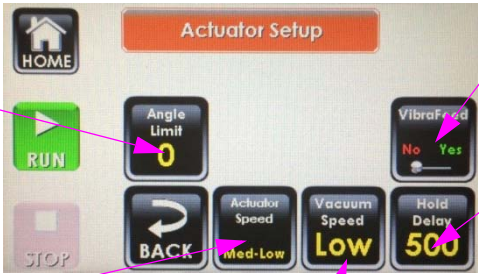 Actuator Setup
HOME
RUN
Angle
Limit
0
VibraFeed
No Yes
STOP
BACK
Actuator
Speed
Med-Low
Vacuum
Speed
Low
Hold
Delay
500